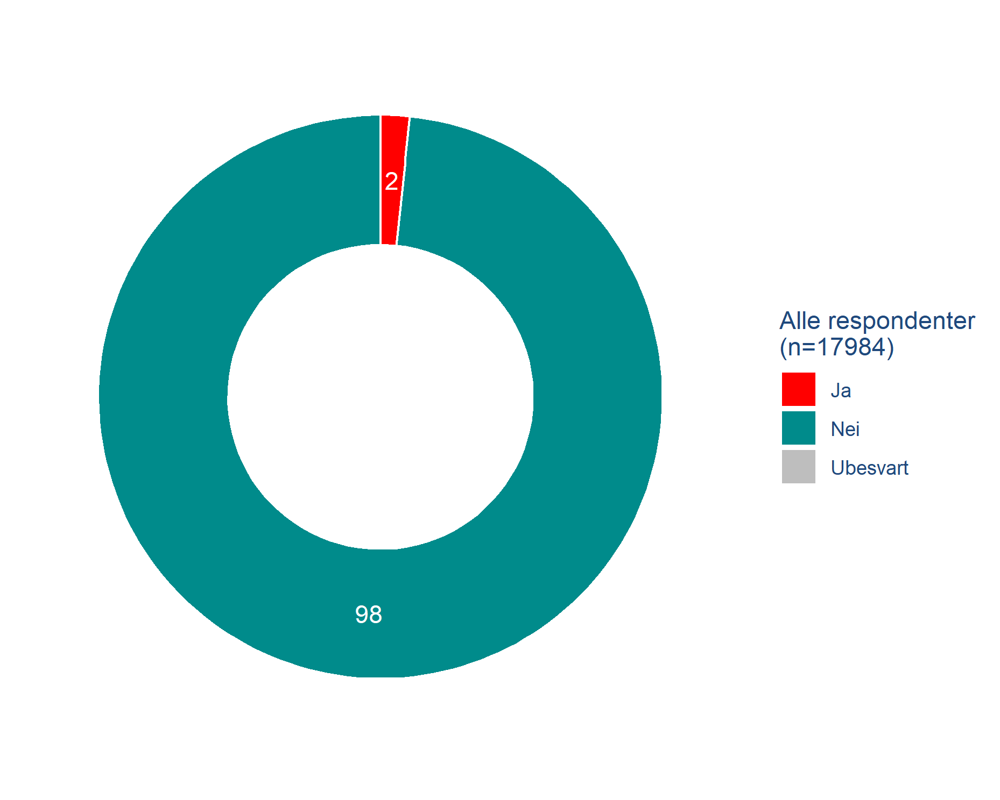 2
98
Alle respondenter
(n=17984)
Ja
Nei
Ubesvart